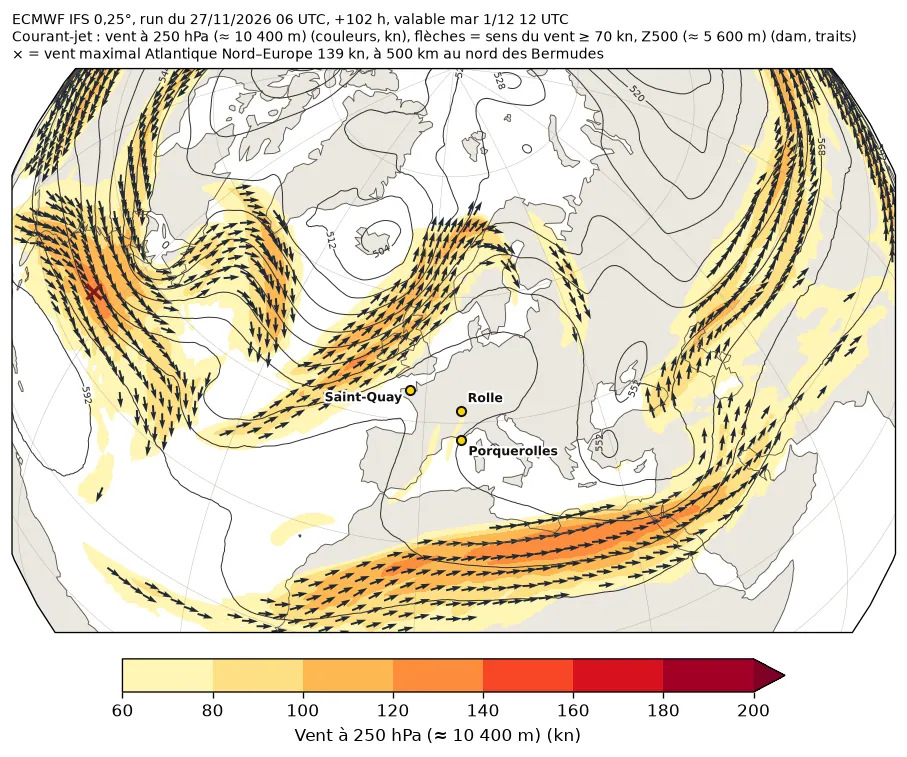 ECMWF IFS 0,25°, run du 27/11/2026 06 UTC, +102 h, valable mar 1/12 12 UTC
Courant-jet : vent à 250 hPa (≈ 10 400 m) (couleurs, kn), flèches = sens du vent ≥ 70 kn, Z500 (≈ 5 600 m) (dam, traits)
× = vent maximal Atlantique Nord–Europe 139 kn, à 500 km au nord des Bermudes
528
520
568
512
504
592
552
Saint-Quay
Rolle
Porquerolles
60 80 100 120 140 160 180 200
Vent à 250 hPa (≈ 10 400 m) (kn)